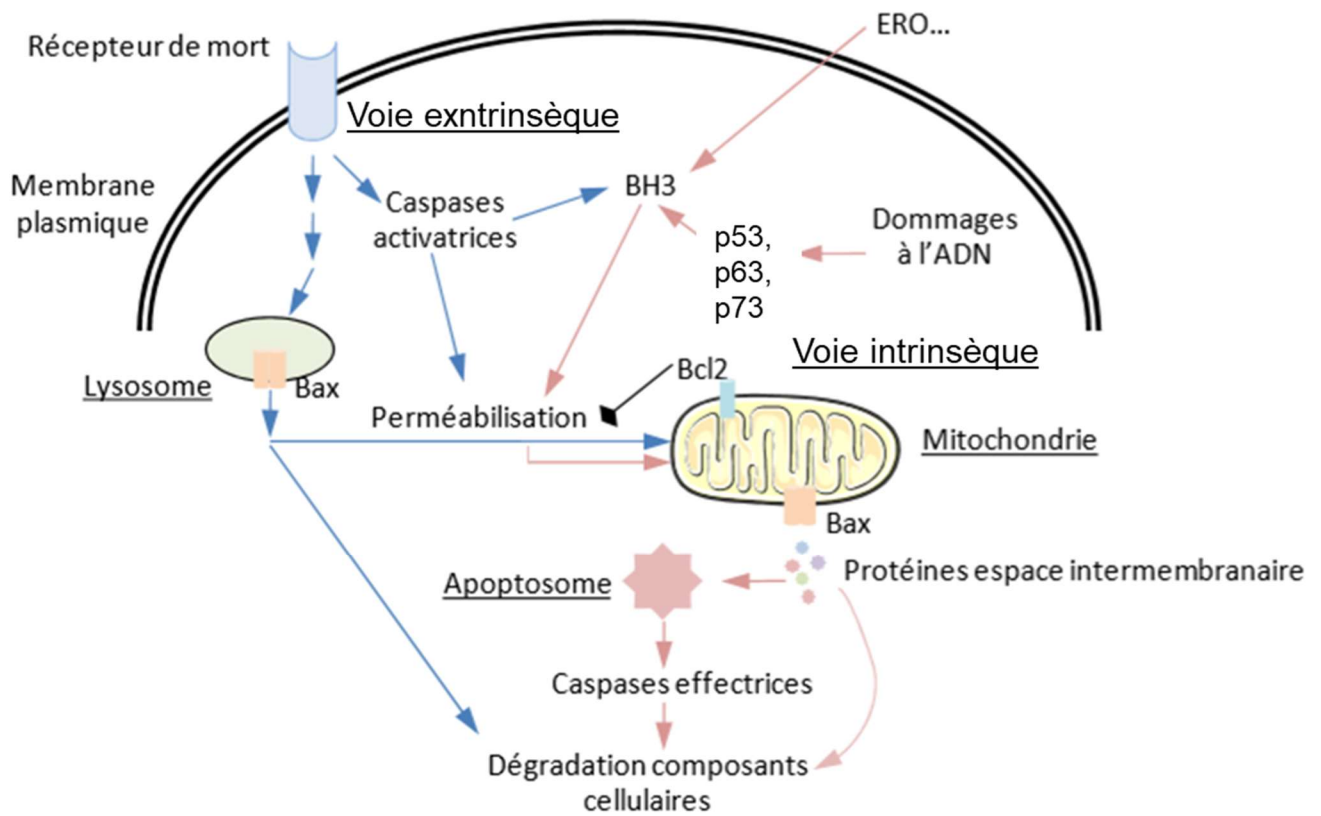 ERO...
Récepteur de mort
Voie exntrinsèque
Membrane
plasmique
BH3
Caspases
activatrices
p53,
p63,
p73
Dommages
à l'ADN
Voie intrinsèque
Bcl2
Lysosome
Bax
Perméabilisation
Mitochondrie
Bax
Protéines espace intermembranaire
Apoptosome
Caspases effectrices
Dégradation composants
cellulaires